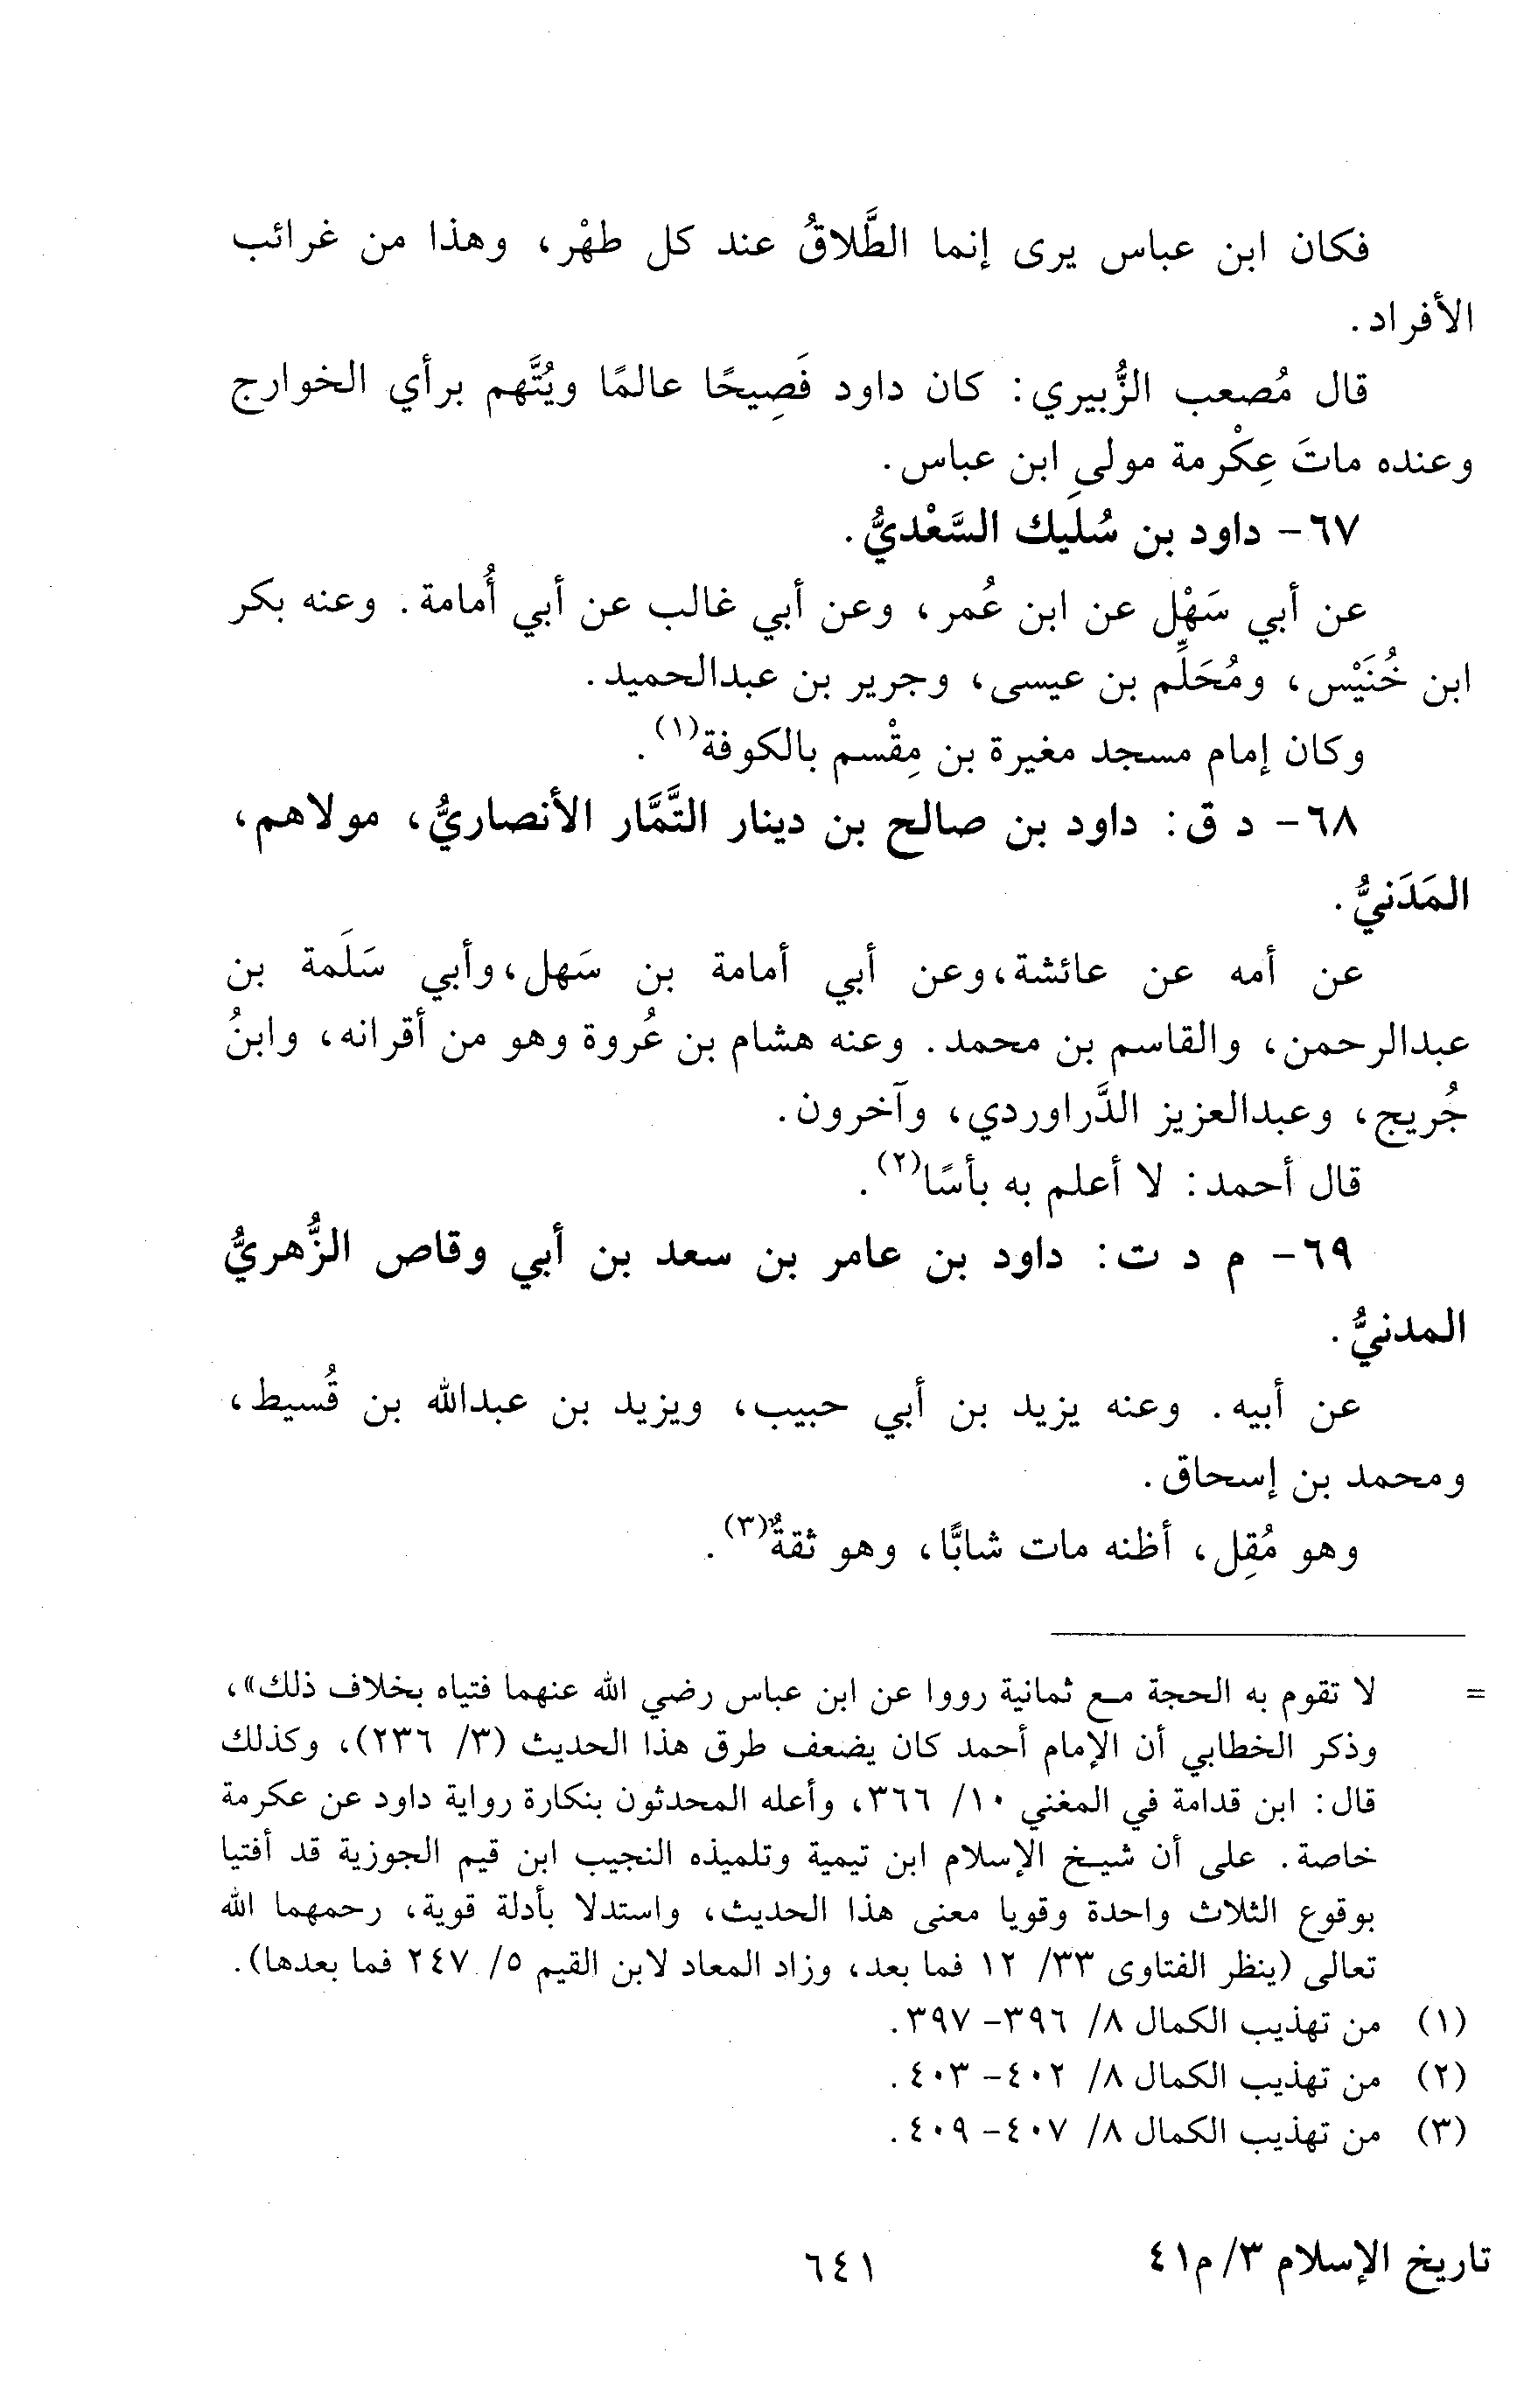 فكان ابن عباس يرى إنما الطَّلاقُ عند كل طهْر، وهذا من غرائب
الأفراد.
قال مُصعب الزُّبيري: كان داود فَصِيحًا عالمًا ويُتَّهم برأي الخوارج
وعنده ماتَ عِكْرمة مولى ابن عباس.
٦٧- داود بن سُلَيك السَّعْديُّ.
عن أبي سَهْل عن ابن عُمر، وعن أبي غالب عن أبي أُمامة. وعنه بكر
ابن خُنَيْس، ومُحَلِّم بن عيسى، وجرير بن عبدالحميد.
وكان إمام مسجد مغيرة بن مِقْسم بالكوفة(١).
٦٨- د ق: داود بن صالح بن دينار التَّمَّار الأنصاريُّ، مولاهم،
المَدَنيُّ.
عن أمه عن عائشة، وعن أبي أمامة بن سَهل، وأبي سَلَمة بن
عبدالرحمن، والقاسم بن محمد. وعنه هشام بن عُروة وهو من أقرانه، وابنُ
جُريج، وعبدالعزيز الدَّراوردي، وآخرون.
قال أحمد: لا أعلم به بأسًا(٢).
٦٩- م د ت: داود بن عامر بن سعد بن أبي وقاص الزُّهريُّ
المدنيُّ.
عن أبيه. وعنه يزيد بن أبي حبيب، ويزيد بن عبدالله بن قُسيط،
ومحمد بن إسحاق.
وهو مُقِل، أظنه مات شابًّا، وهو ثقةٌ(٣).
= لا تقوم به الحجة مع ثمانية رووا عن ابن عباس رضي الله عنهما فتياه بخلاف ذلك»،
وذكر الخطابي أن الإمام أحمد كان يضعف طرق هذا الحديث (٣/ ٢٣٦)، وكذلك
قال: ابن قدامة في المغني ١٠/ ٣٦٦، وأعله المحدثون بنكارة رواية داود عن عكرمة
خاصة. على أن شيخ الإسلام ابن تيمية وتلميذه النجيب ابن قيم الجوزية قد أفتيا
بوقوع الثلاث واحدة وقويا معنى هذا الحديث، واستدلا بأدلة قوية، رحمهما الله
تعالى (ينظر الفتاوى ٣٣/ ١٢ فما بعد، وزاد المعاد لابن القيم ٥/ ٢٤٧ فما بعدها).
(١) من تهذيب الكمال ٨/ ٣٩٦- ٣٩٧.
(٢) من تهذيب الكمال ٨/ ٤٠٢- ٤٠٣.
(٣) من تهذيب الكمال ٨/ ٤٠٧- ٤٠٩.
تاريخ الإسلام ٣/ م٤١
٦٤١